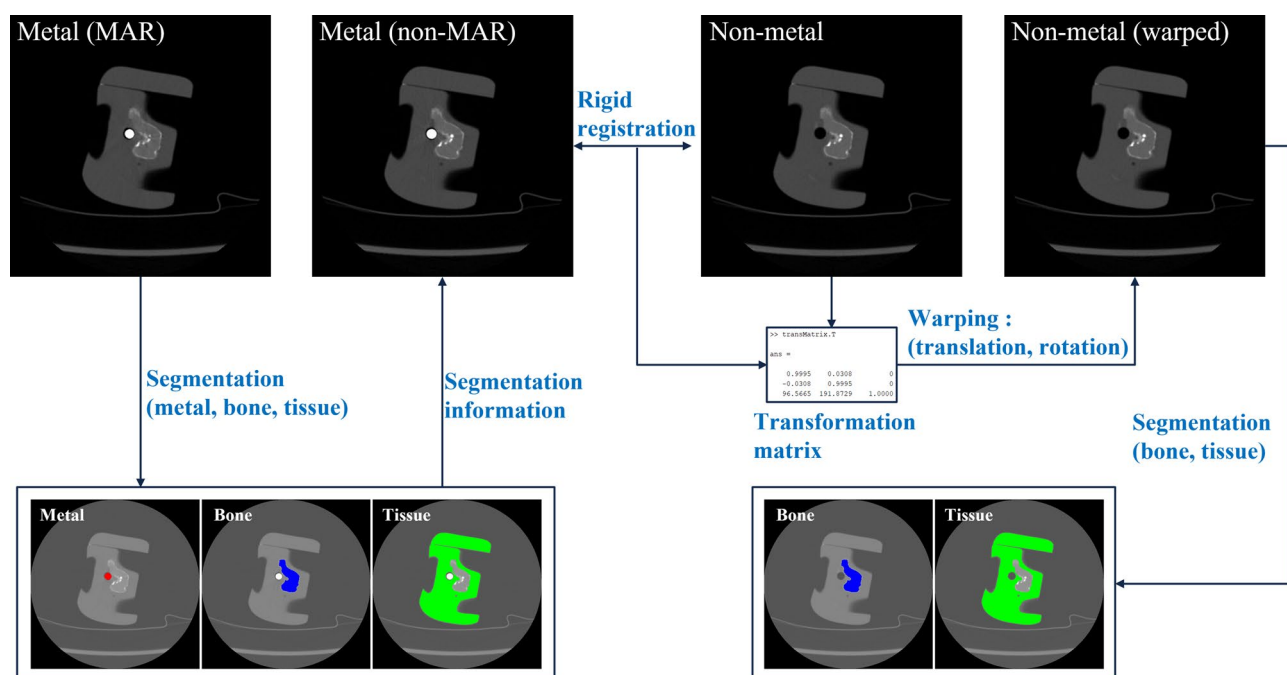 Metal (MAR)
Metal (non-MAR)
Non-metal
Non-metal (warped)
Rigid
registration
>> transMatrix.T
ans =
0.9995 0.0308 0
-0.0308 0.9995 0
96.5665 191.8729 1.0000
Warping :
(translation, rotation)
Segmentation
(metal, bone, tissue)
Segmentation
information
Transformation
matrix
Segmentation
(bone, tissue)
Metal
Bone
Tissue
Bone
Tissue